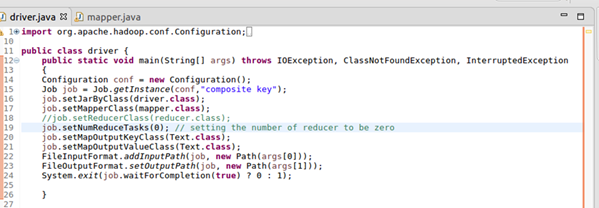 driver.java mapper.java
1 import org.apache.hadoop.conf.Configuration;
10
11 public class driver {
12 public static void main(String[] args) throws IOException, ClassNotFoundException, InterruptedException
13 {
14 Configuration conf = new Configuration();
15 Job job = Job.getInstance(conf,"composite key");
16 job.setJarByClass(driver.class);
17 job.setMapperClass(mapper.class);
18 //job.setReducerClass(reducer.class);
19 job.setNumReduceTasks(0); // setting the number of reducer to be zero
20 job.setMapOutputKeyClass(Text.class);
21 job.setMapOutputValueClass(Text.class);
22 FileInputFormat.addInputPath(job, new Path(args[0]));
23 FileOutputFormat.setOutputPath(job, new Path(args[1]));
24 System.exit(job.waitForCompletion(true) ? 0 : 1);
25
26 }
27